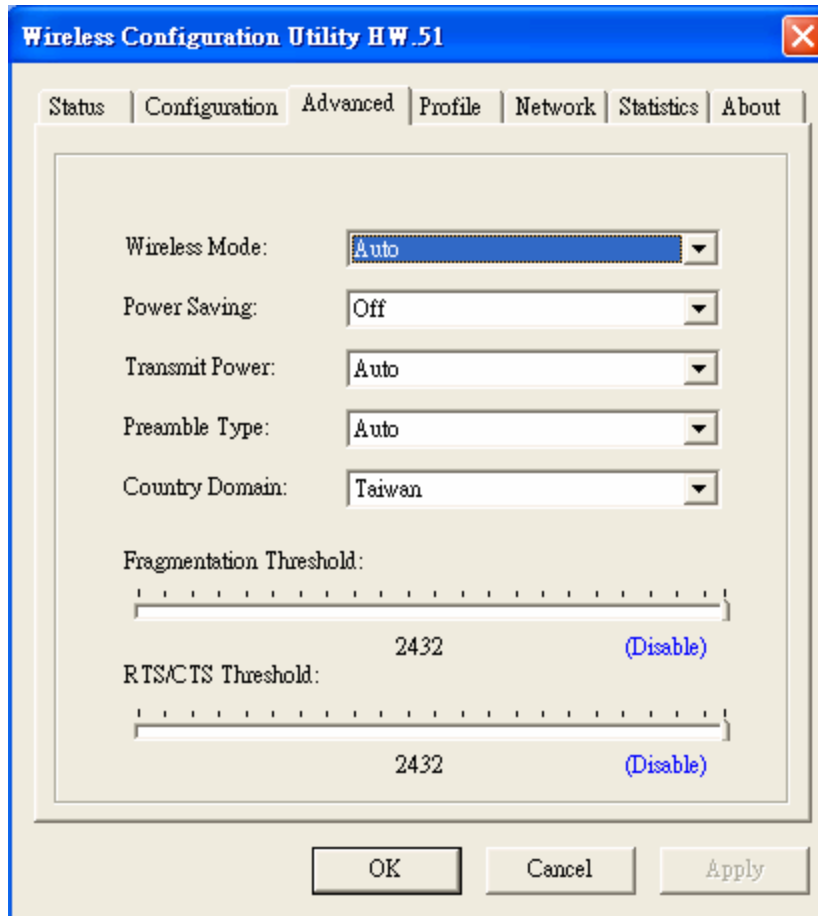 Wireless Configuration Utility HW.51
Status Configuration Advanced Profile Network Statistics About
Wireless Mode: Auto
Power Saving: Off
Transmit Power: Auto
Preamble Type: Auto
Country Domain: Taiwan
Fragmentation Threshold:
2432 (Disable)
RTS/CTS Threshold:
2432 (Disable)
OK Cancel Apply